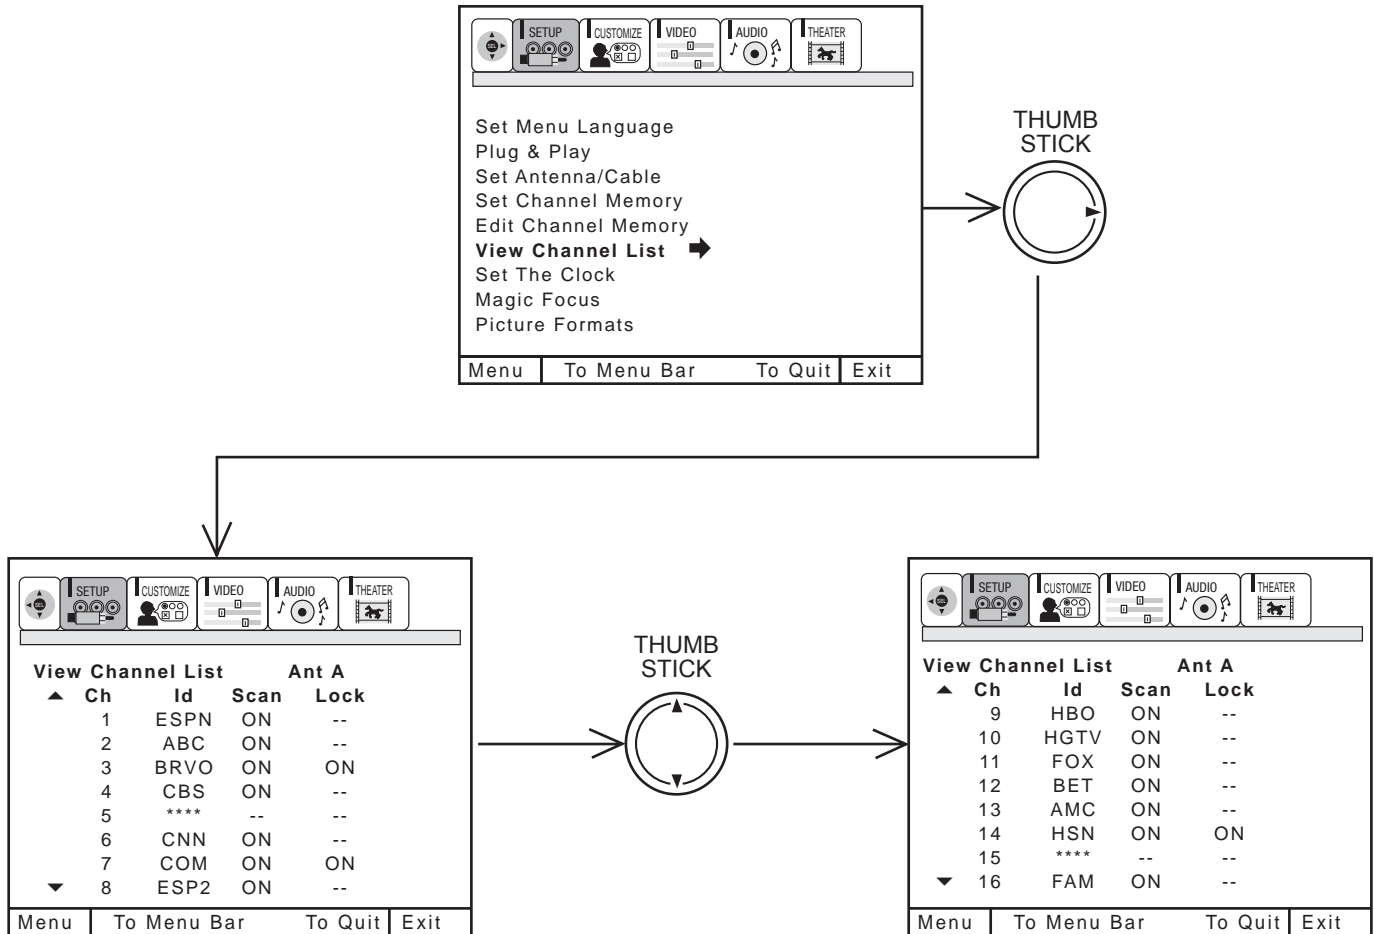 SEL SETUP CUSTOMIZE VIDEO AUDIO THEATER
Set Menu Language
Plug & Play
Set Antenna/Cable
Set Channel Memory
Edit Channel Memory
View Channel List
Set The Clock
Magic Focus
Picture Formats
Menu To Menu Bar To Quit Exit
THUMB
STICK
SEL SETUP CUSTOMIZE VIDEO AUDIO THEATER
View Channel List Ant A
Ch Id Scan Lock
1 ESPN ON --
2 ABC ON --
3 BRVO ON ON
4 CBS ON --
5 **** -- --
6 CNN ON --
7 COM ON ON
8 ESP2 ON --
Menu To Menu Bar To Quit Exit
THUMB
STICK
SEL SETUP CUSTOMIZE VIDEO AUDIO THEATER
View Channel List Ant A
Ch Id Scan Lock
9 HBO ON --
10 HGTV ON --
11 FOX ON --
12 BET ON --
13 AMC ON --
14 HSN ON ON
15 **** -- --
16 FAM ON --
Menu To Menu Bar To Quit Exit